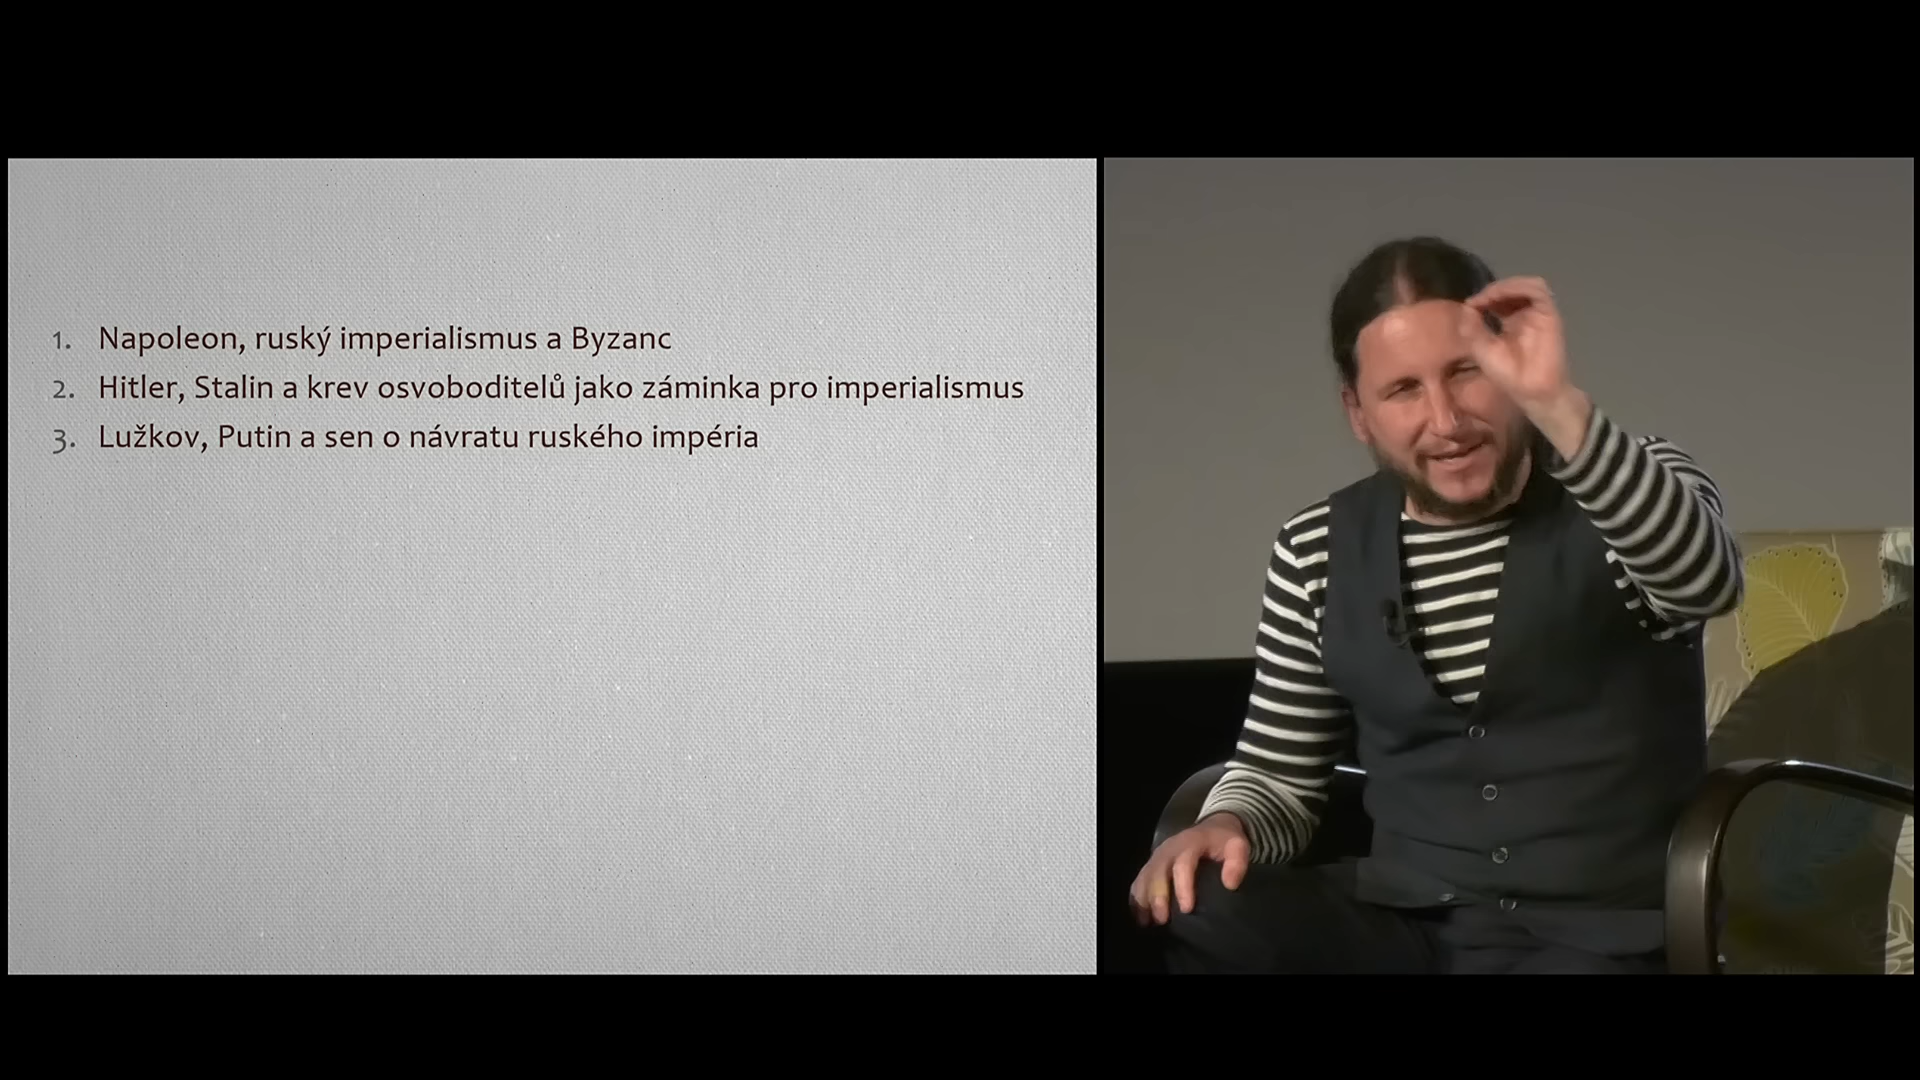 1. Napoleon, ruský imperialismus a Byzanc
2. Hitler, Stalin a krev osvoboditelů jako záminka pro imperialismus
3. Lužkov, Putin a sen o návratu ruského impéria